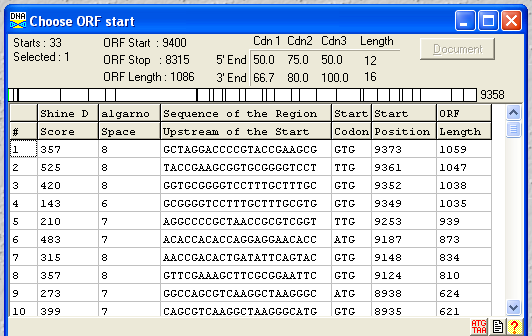 DNA
Choose ORF start
Starts : 33 ORF Start : 9400 Cdn 1 Cdn2 Cdn3 Length
Selected : 1 ORF Stop : 8315 5' End 50.0 75.0 50.0 12 Document
ORF Length : 1086 3' End 66.7 80.0 100.0 16
9358
Shine D algarno Sequence of the Region Start Start ORF
# Score Space Upstream of the Start Codon Position Length
1 357 8 GCTAGGACCCCGTACCGAAGCG GTG 9373 1059
2 525 8 TACCGAAGCGGTGCGGGTCCT TTG 9361 1047
3 420 8 GGTGCGGGTCCTTTGCTTTGC GTG 9352 1038
4 143 6 GCGGGTCCTTTGCTTTGCGTG GTG 9349 1035
5 210 7 AGGCCCCGCTAACCGCGTCGGT TTG 9253 939
6 483 7 ACACCACACCAGGAGGAACACC ATG 9187 873
7 315 8 AACCGACACTGATATTCAGTAC GTG 9148 834
8 357 8 GTTCGAAAGCTTCGCGGAATTC GTG 9124 810
9 273 7 GGCCAGCGTCAAGGCTAAGGGC ATG 8938 624
10 399 7 CAGCGTCAAGGCTAAGGGCATG GTG 8935 621
ATG
TAA
?